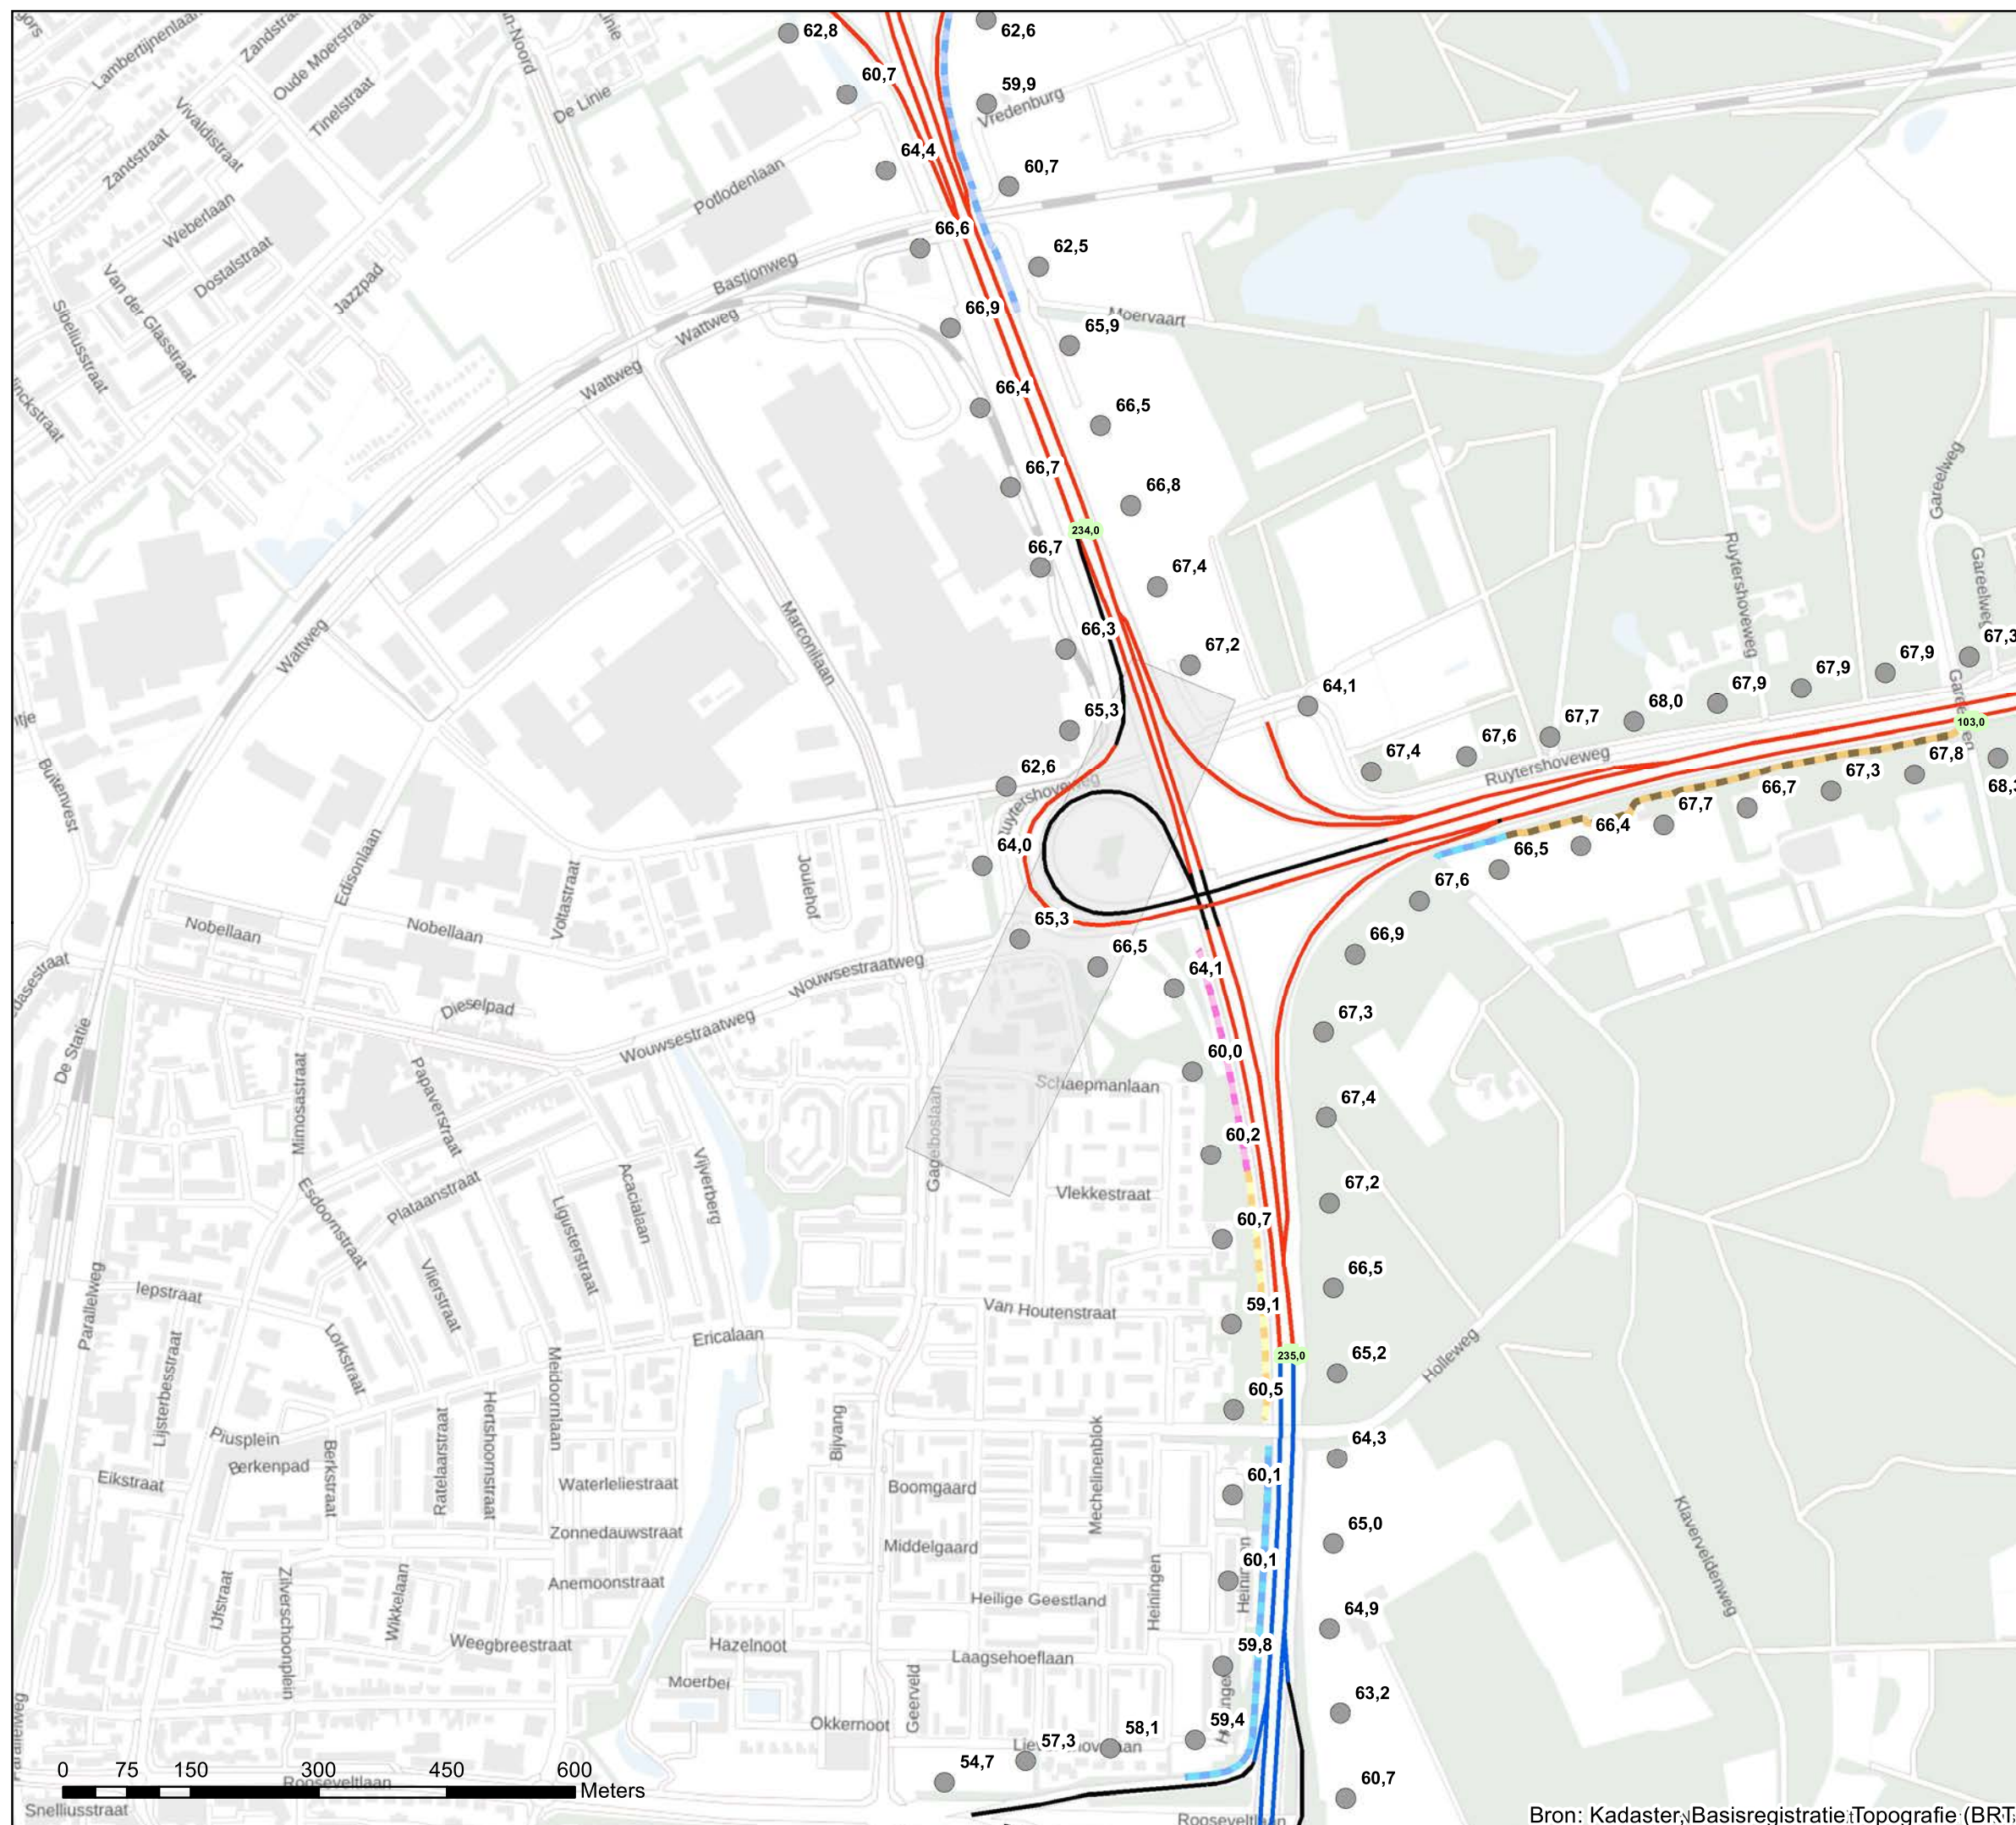 Lambertijnenlaan
Zandstraat
Oude Moerstraat
Tinelstraat
Vivaldistraat
Zandstraat
Weberlaan
Dostalstraat
Van der Glasstraat
Sibeliusstraat
Jazzpad
De Linie
Potlodenlaan
Bastionweg
Wattweg
Wattweg
Wattweg
Vredenburg
Moervaart
62,8
62,6
60,7
59,9
64,4
60,7
66,6
62,5
66,9
65,9
66,4
66,5
66,7
66,8
234,0
66,7
67,4
66,3
67,2
65,3
64,1
62,6
64,0
65,3
66,5
64,1
67,4
67,6
67,7
68,0
67,9
67,9
67,9
67,3
103,0
67,8
68,3
67,3
66,7
67,7
66,4
66,5
67,6
66,9
67,3
60,0
67,4
60,2
67,2
60,7
66,5
59,1
235,0
65,2
60,5
64,3
60,1
65,0
60,1
64,9
59,8
63,2
59,4
58,1
57,3
54,7
60,7
Gareelweg
Gareelweg
Ruytershoveweg
Ruytershoveweg
Marconilaan
Buitenvest
Edisonlaan
Voltastraat
Joulehof
Nobellaan
Nobellaan
Dieselpad
Wouwsestraatweg
Wouwsestraatweg
De Statie
Mimosastraat
Papaverstraat
Esdoornstraat
Plataanstraat
Vlierstraat
Ligusterstraat
Acacialaan
Vijverberg
Gagelboslaan
Schaepmanlaan
Vlekkestraat
Van Houtenstraat
Ericalaan
Parallelweg
Iepstraat
Lorkstraat
Lijsterbesstraat
Piusplein
Berkenpad
Eikstraat
Berkstraat
Ratelaarstraat
Hertshoornstraat
Meidoornlaan
Waterleliestraat
Zonnedauwstraat
Anemoonstraat
Weegbreestraat
Wikkelaan
Zilverschoonplein
IJfstraat
Bijvang
Boomgaard
Mechelinenblok
Middelgaard
Heilige Geestland
Heiningen
Laagsehoeflaan
Hazelnoot
Moerbei
Geerveld
Okkernoot
Holleweg
Klaverveldenweg
Parallelweg
Rooseveltlaan
Rooseveltlaan
Snelliusstraat
0 75 150 300 450 600
Meters
Bron: Kadaster, Basisregistratie Topografie (BRT